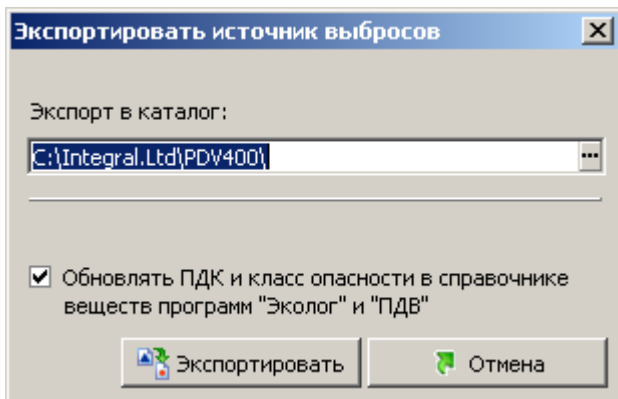 Экспортировать источник выбросов
Экспорт в каталог:
C:\Integral.Ltd\PDV400\
Обновлять ПДК и класс опасности в справочнике
веществ программ "Эколог" и "ПДВ"
Экспортировать
Отмена